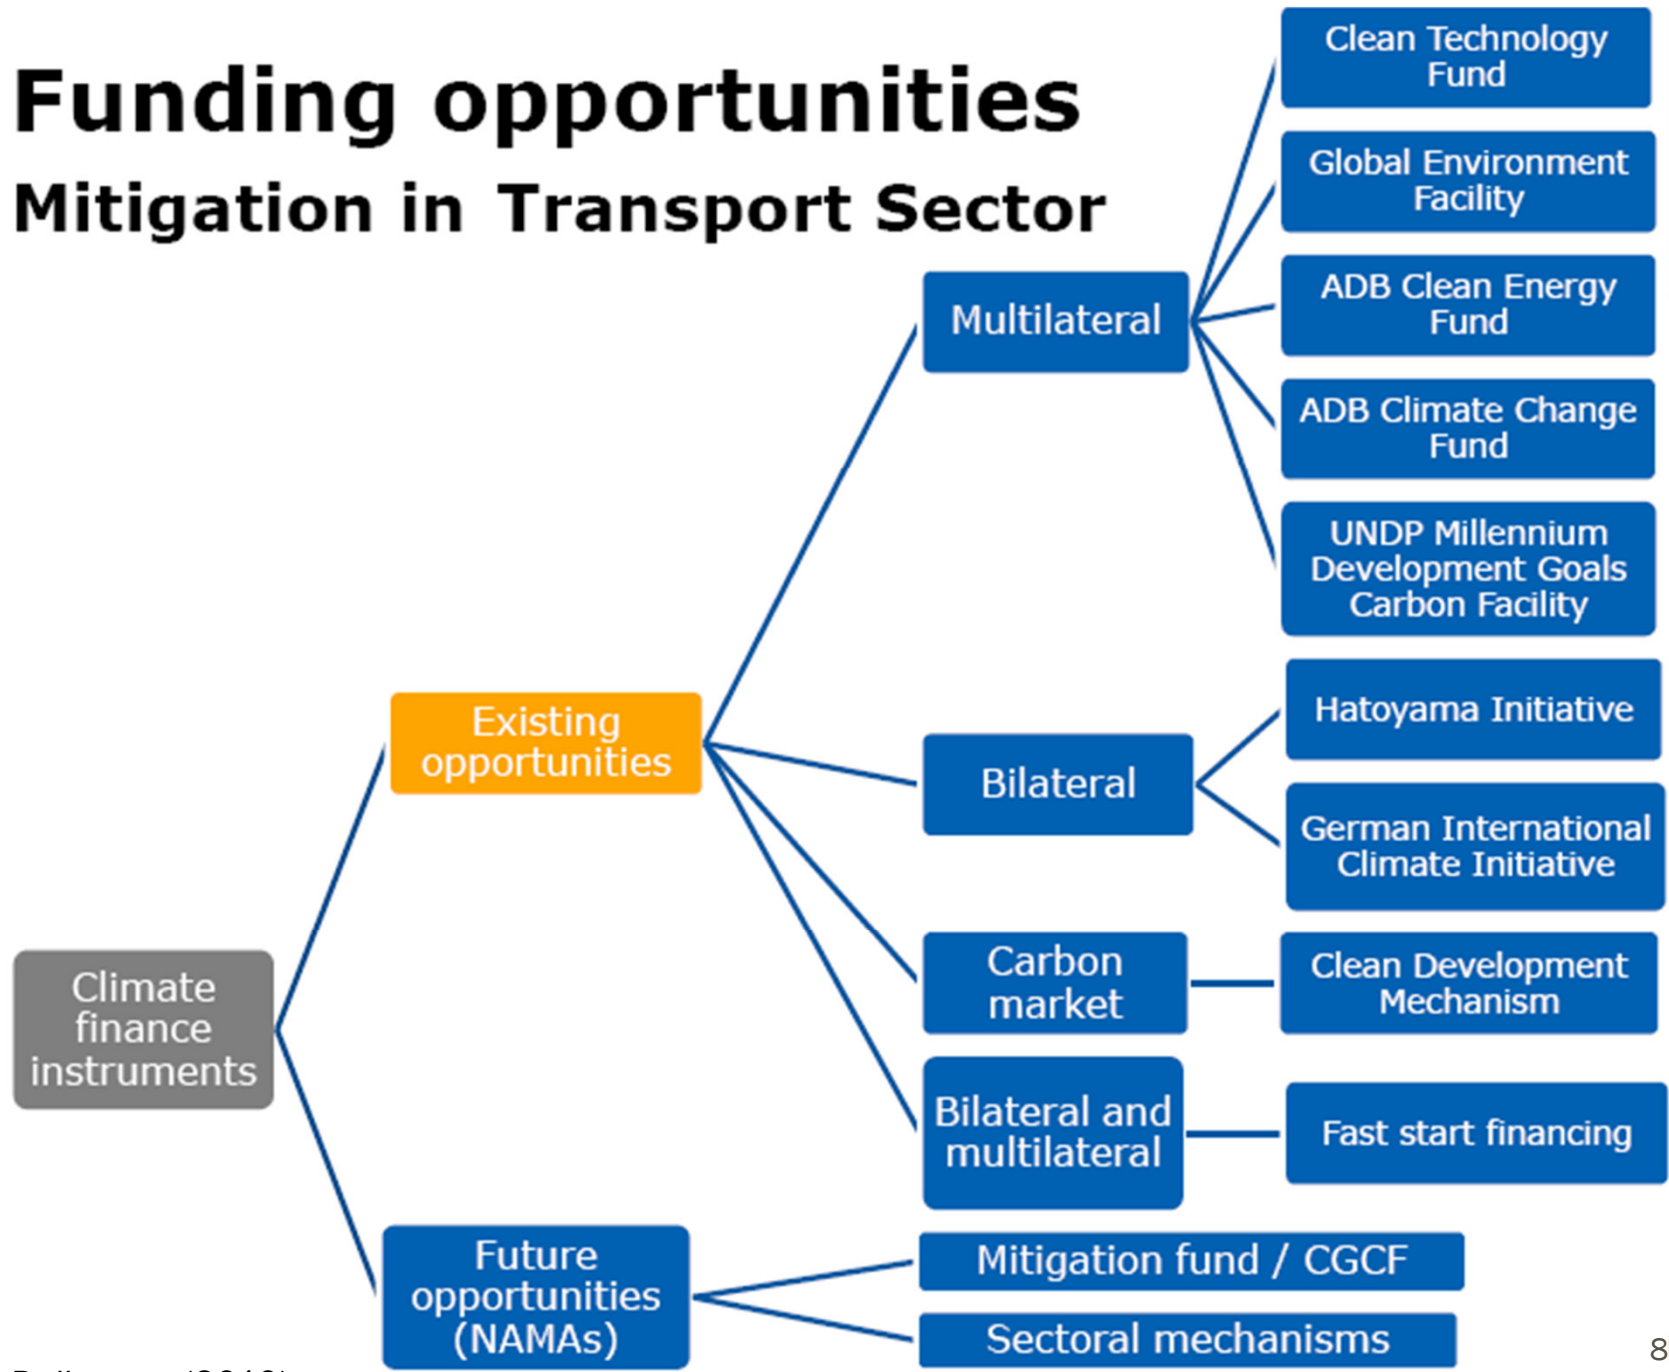 Funding opportunities
Mitigation in Transport Sector
Climate
finance
instruments
Existing
opportunities
Multilateral
Clean Technology
Fund
Global Environment
Facility
ADB Clean Energy
Fund
ADB Climate Change
Fund
UNDP Millennium
Development Goals
Carbon Facility
Bilateral
Hatoyama Initiative
German International
Climate Initiative
Carbon
market
Clean Development
Mechanism
Bilateral and
multilateral
Fast start financing
Future
opportunities
(NAMAs)
Mitigation fund / CGCF
Sectoral mechanisms
8